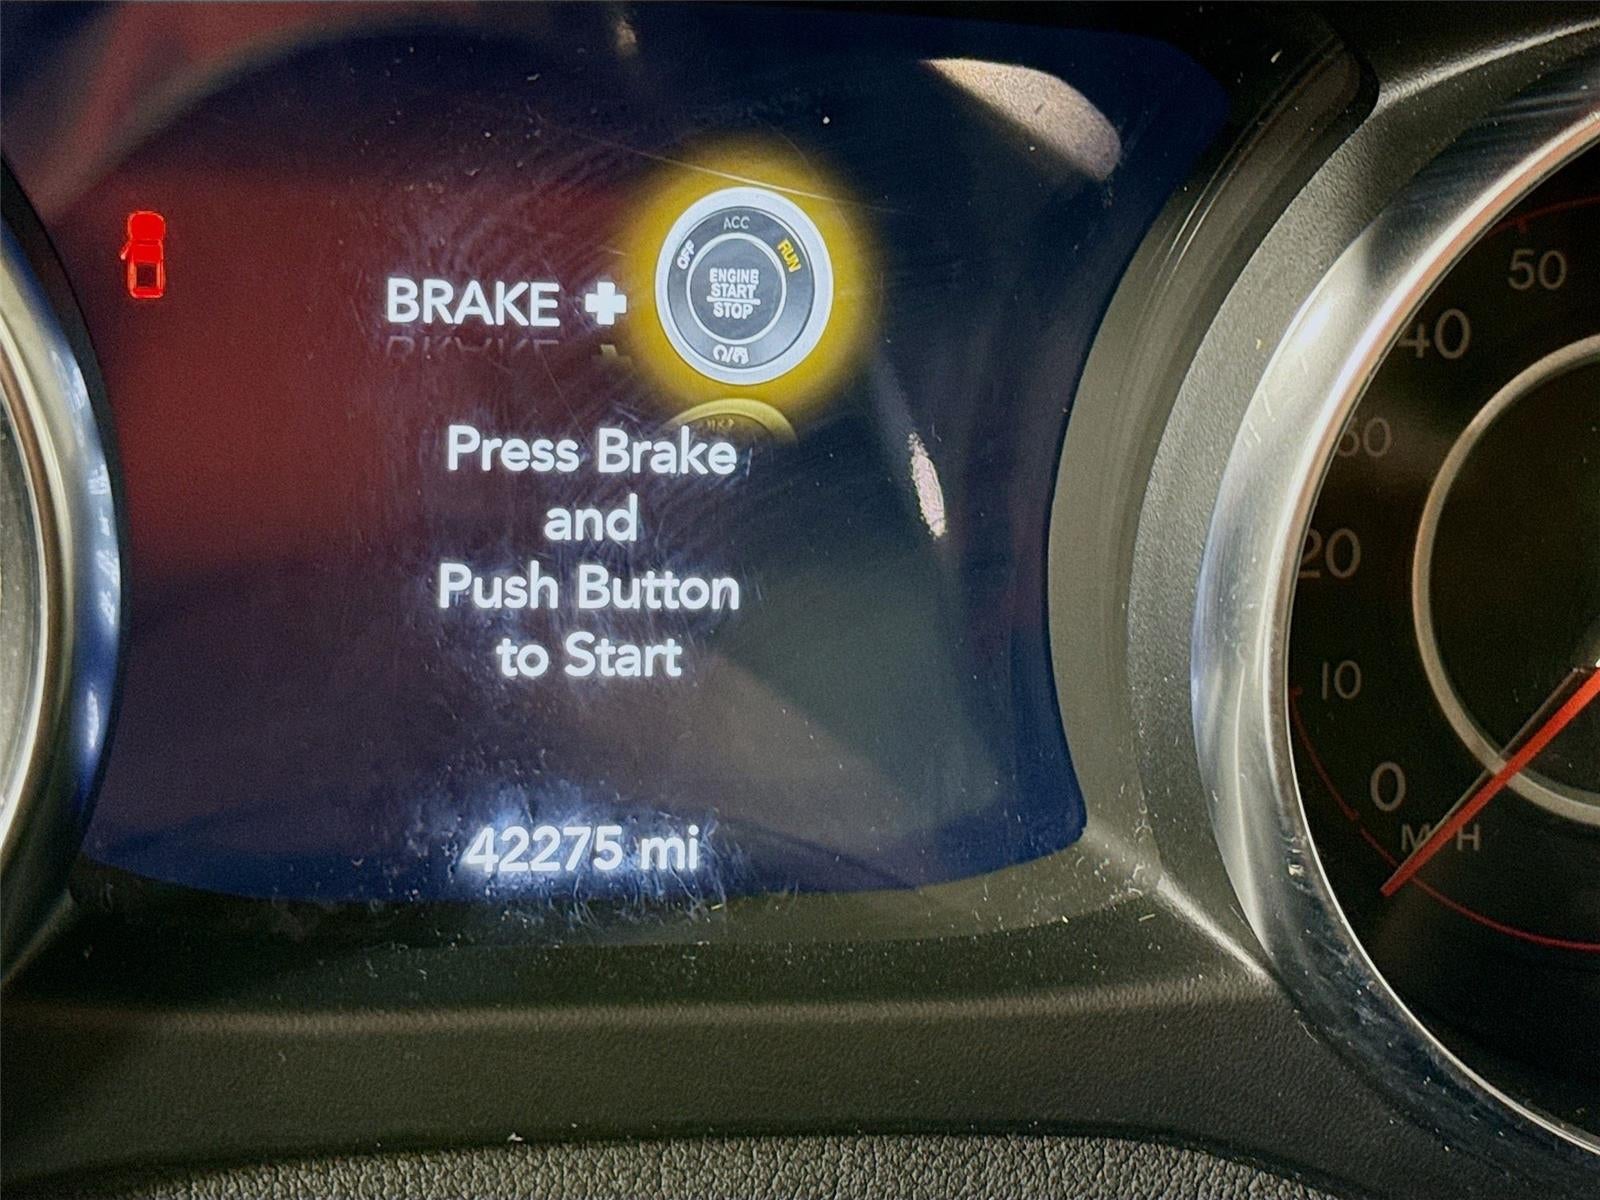 ACC
OFF
RUN
ENGINE
START
STOP
BRAKE +
Press Brake
and
Push Button
to Start
42275 mi
50
40
30
20
10
0
MPH